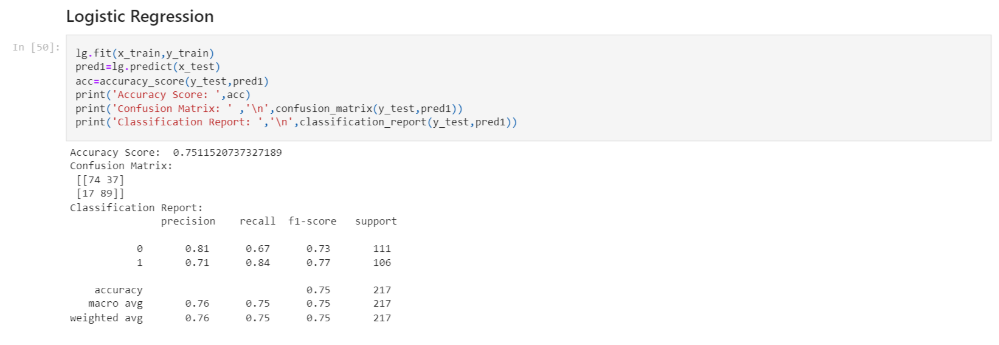 Logistic Regression
In [50]:
lg.fit(x_train,y_train)
pred1=lg.predict(x_test)
acc=accuracy_score(y_test,pred1)
print('Accuracy Score: ',acc)
print('Confusion Matrix: ' ,'\n',confusion_matrix(y_test,pred1))
print('Classification Report: ','\n',classification_report(y_test,pred1))
Accuracy Score:  0.7511520737327189
Confusion Matrix:
[[74 37]
[17 89]]
Classification Report:
precision    recall  f1-score   support
0       0.81      0.67      0.73       111
1       0.71      0.84      0.77       106
accuracy                           0.75       217
macro avg       0.76      0.75      0.75       217
weighted avg       0.76      0.75      0.75       217